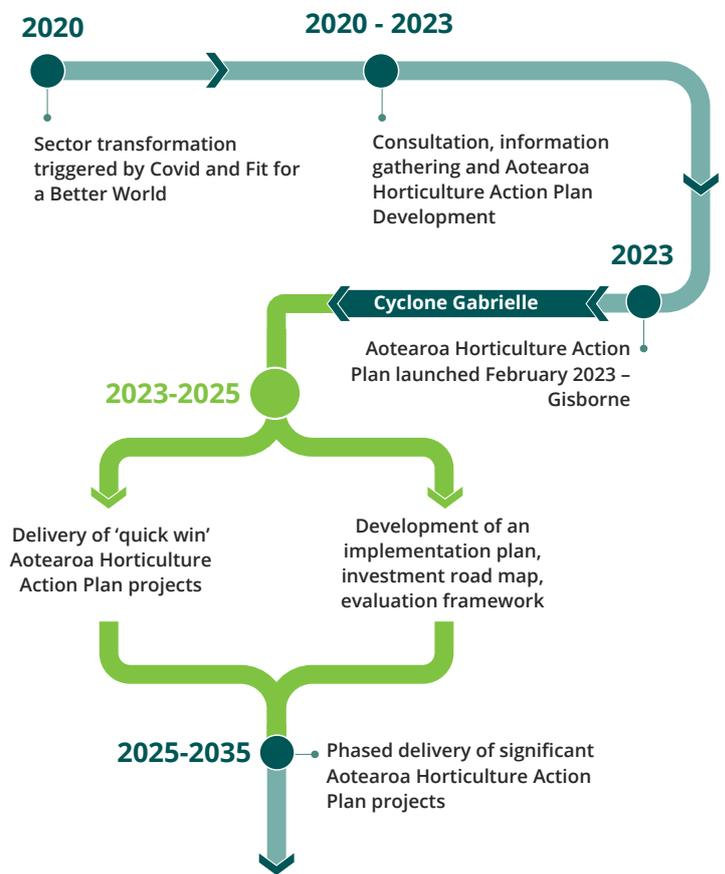 2020
Sector transformation
triggered by Covid and Fit for
a Better World
2020 - 2023
Consultation, information
gathering and Aotearoa
Horticulture Action Plan
Development
2023
Aotearoa Horticulture Action
Plan launched February 2023 –
Gisborne
Cyclone Gabrielle
2023-2025
Delivery of ‘quick win’
Aotearoa Horticulture
Action Plan projects
Development of an
implementation plan,
investment road map,
evaluation framework
2025-2035
Phased delivery of significant
Aotearoa Horticulture Action
Plan projects